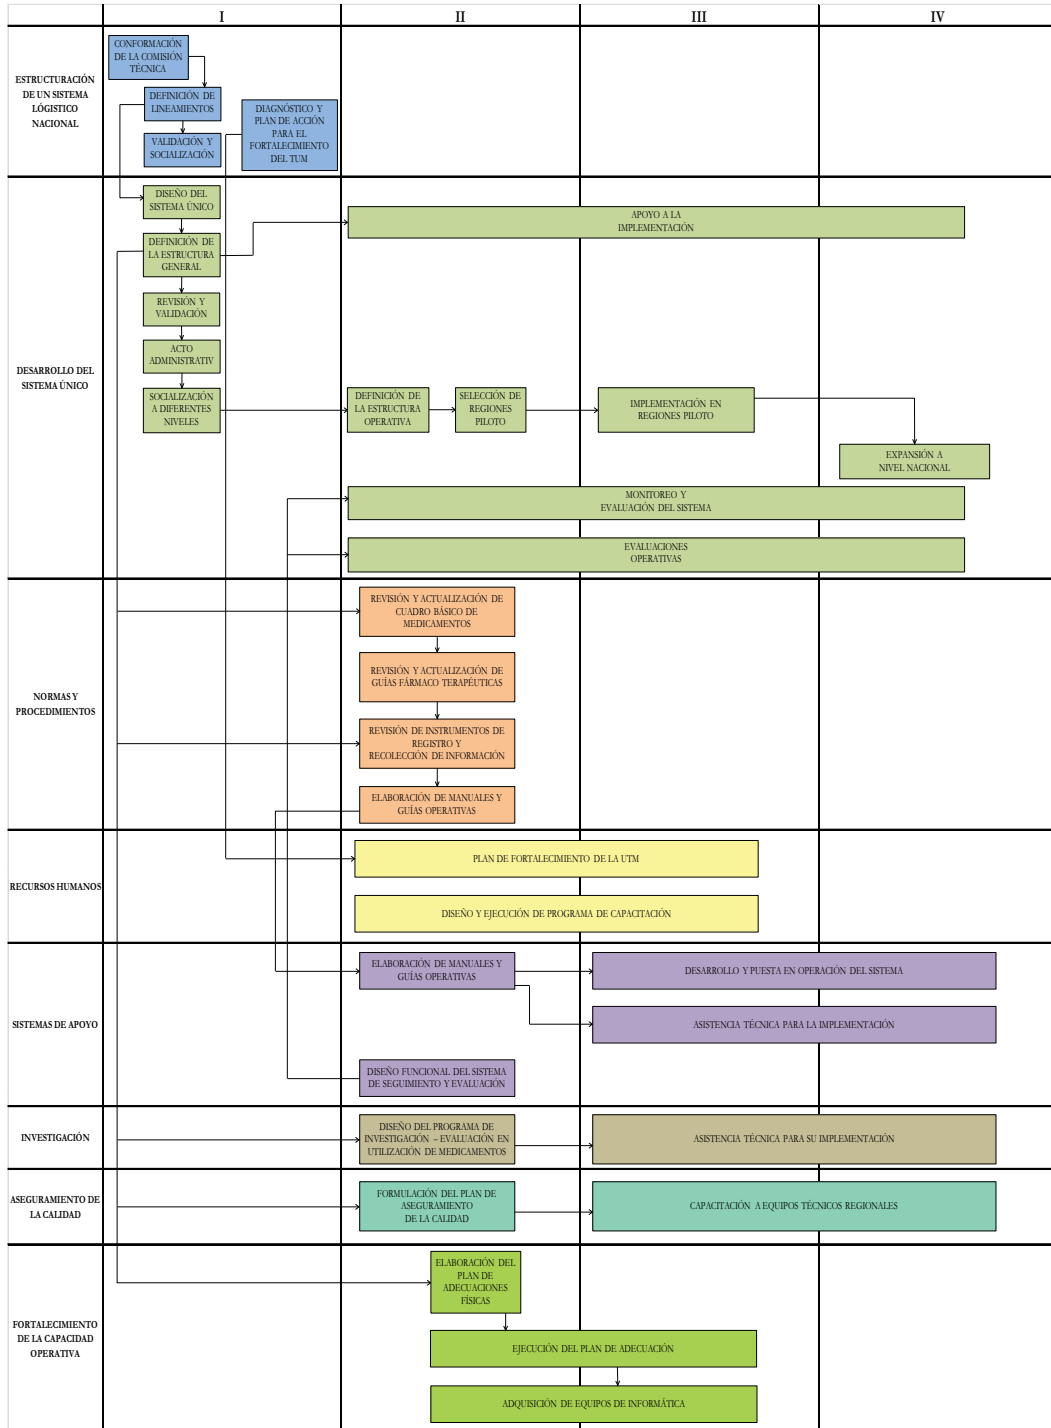 I
II
III
IV
ESTRUCTURACIÓN
DE UN SISTEMA
LÓGISTICO
NACIONAL
CONFORMACIÓN
DE LA COMISIÓN
TÉCNICA
DEFINICIÓN DE
LINEAMIENTOS
VALIDACIÓN Y
SOCIALIZACIÓN
DIAGNÓSTICO Y
PLAN DE ACCIÓN
PARA EL
FORTALECIMIENTO
DEL TUM
DESARROLLO DEL
SISTEMA ÚNICO
DISEÑO DEL
SISTEMA ÚNICO
DEFINICIÓN DE
LA ESTRUCTURA
GENERAL
REVISIÓN Y
VALIDACIÓN
ACTO
ADMINISTRATIV
SOCIALIZACIÓN
A DIFERENTES
NIVELES
APOYO A LA
IMPLEMENTACIÓN
DEFINICIÓN DE
LA ESTRUCTURA
OPERATIVA
SELECCIÓN DE
REGIONES
PILOTO
IMPLEMENTACIÓN EN
REGIONES PILOTO
EXPANSIÓN A
NIVEL NACIONAL
MONITOREO Y
EVALUACIÓN DEL SISTEMA
EVALUACIONES
OPERATIVAS
NORMAS Y
PROCEDIMIENTOS
REVISIÓN Y ACTUALIZACIÓN DE
CUADRO BÁSICO DE
MEDICAMENTOS
REVISIÓN Y ACTUALIZACIÓN DE
GUÍAS FÁRMACO TERAPÉUTICAS
REVISIÓN DE INSTRUMENTOS DE
REGISTRO Y
RECOLECCIÓN DE INFORMACIÓN
ELABORACIÓN DE MANUALES Y
GUÍAS OPERATIVAS
RECURSOS HUMANOS
PLAN DE FORTALECIMIENTO DE LA UTM
DISEÑO Y EJECUCIÓN DE PROGRAMA DE CAPACITACIÓN
SISTEMAS DE APOYO
ELABORACIÓN DE MANUALES Y
GUÍAS OPERATIVAS
DESARROLLO Y PUESTA EN OPERACIÓN DEL SISTEMA
ASISTENCIA TÉCNICA PARA LA IMPLEMENTACIÓN
DISEÑO FUNCIONAL DEL SISTEMA
DE SEGUIMIENTO Y EVALUACIÓN
INVESTIGACIÓN
DISEÑO DEL PROGRAMA DE
INVESTIGACIÓN – EVALUACIÓN EN
UTILIZACIÓN DE MEDICAMENTOS
ASISTENCIA TÉCNICA PARA SU IMPLEMENTACIÓN
ASEGURAMIENTO DE
LA CALIDAD
FORMULACIÓN DEL PLAN DE
ASEGURAMIENTO
DE LA CALIDAD
CAPACITACIÓN A EQUIPOS TÉCNICOS REGIONALES
FORTALECIMIENTO
DE LA CAPACIDAD
OPERATIVA
ELABORACIÓN DEL
PLAN DE
ADECUACIONES
FÍSICAS
EJECUCIÓN DEL PLAN DE ADECUACIÓN
ADQUISICIÓN DE EQUIPOS DE INFORMÁTICA